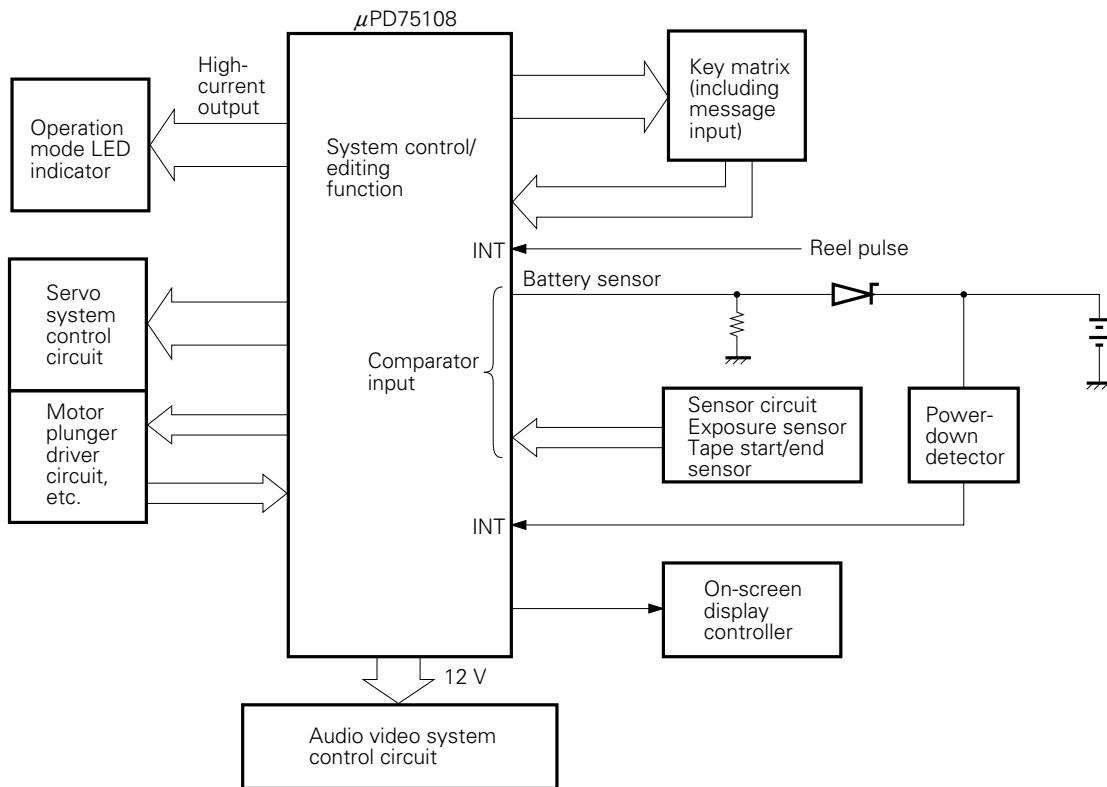 μPD75108
High-
current
output
Operation
mode LED
indicator
System control/
editing
function
Key matrix
(including
message
input)
INT
Reel pulse
Battery sensor
Servo
system
control
circuit
Comparator
input
Motor
plunger
driver
circuit,
etc.
Sensor circuit
Exposure sensor
Tape start/end
sensor
Power-
down
detector
INT
On-screen
display
controller
12 V
Audio video system
control circuit